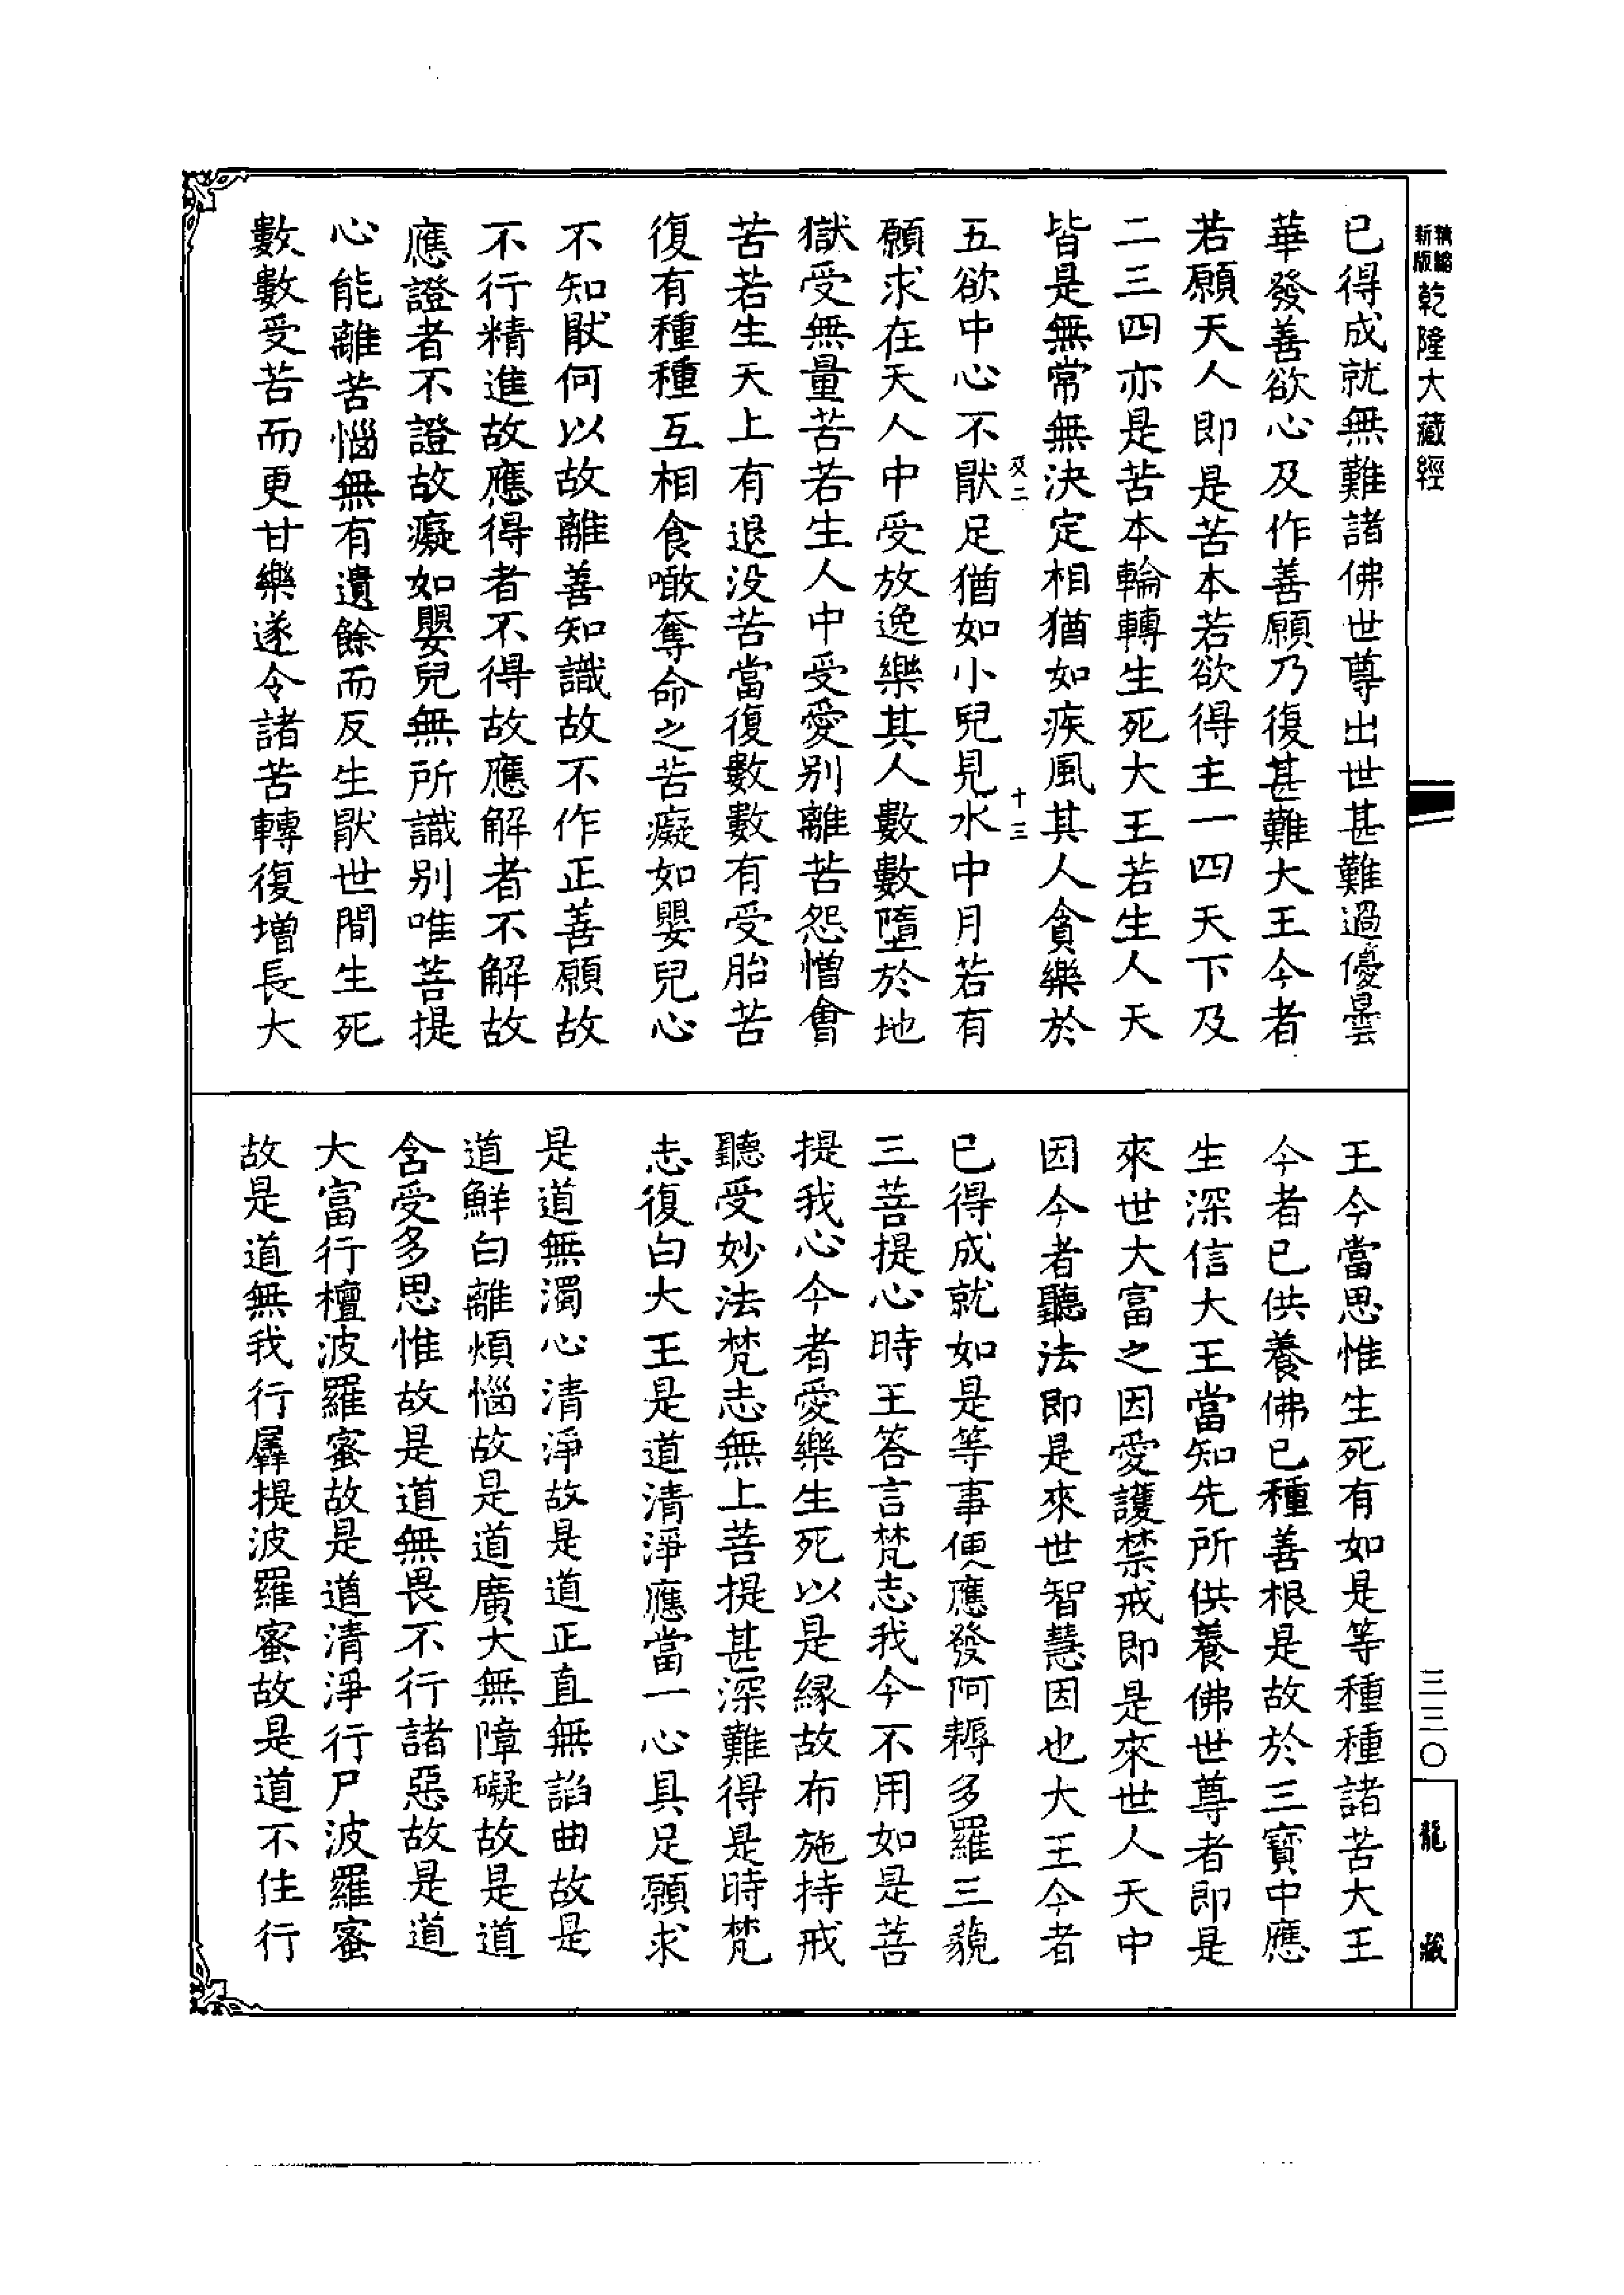 新版 精縮 乾隆大藏經
已得成就無難諸佛世尊出世甚難過優曇
華發善欲心及作善願乃復甚難大王今者
若願天人即是苦本若欲得主一四天下及
二三四亦是苦本輪轉生死大王若生人天
皆是無常無決定相猶如疾風其人貪樂於
及二 十三
五欲中心不猒足猶如小兒見水中月若有
願求在天人中受放逸樂其人數數墮於地
獄受無量苦若生人中受愛別離苦怨憎會
苦若生天上有退没苦當復數數有受胎苦
復有種種互相食噉奪命之苦癡如嬰兒心
不知猒何以故離善知識故不作正善願故
不行精進故應得者不得故應解者不解故
應證者不證故癡如嬰兒無所識別唯菩提
心能離苦惱無有遺餘而反生猒世間生死
數數受苦而更甘樂遂令諸苦轉復增長大
王今當思惟生死有如是等種種諸苦大王
今者已供養佛已種善根是故於三寶中應
生深信大王當知先所供養佛世尊者即是
來世大富之因愛護禁戒即是來世人天中
因今者聽法即是來世智慧因也大王今者
已得成就如是等事便應發阿耨多羅三藐
三菩提心時王答言梵志我今不用如是菩
提我心今者愛樂生死以是緣故布施持戒
聽受妙法梵志無上菩提甚深難得是時梵
志復白大王是道清淨應當一心具足願求
是道無濁心清淨故是道正直無諂曲故是
道鮮白離煩惱故是道廣大無障礙故是道
含受多思惟故是道無畏不行諸惡故是道
大富行檀波羅蜜故是道清淨行尸波羅蜜
故是道無我行羼提波羅蜜故是道不住行
三三〇
龍藏